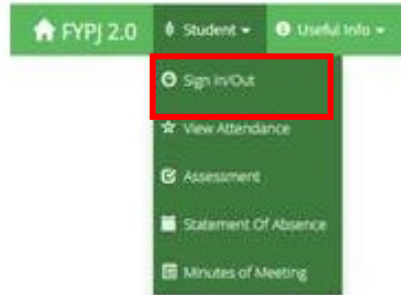 FYPJ 2.0 Student Useful Info
Sign In/Out
View Attendance
Assessment
Statement Of Absence
Minutes of Meeting